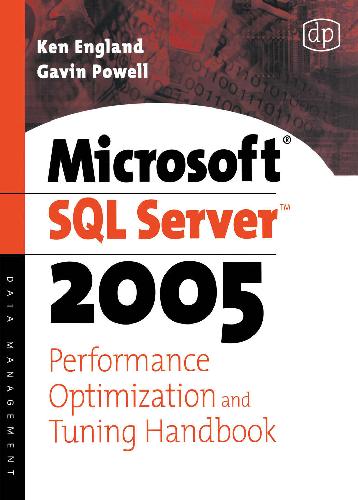 Ken England
Gavin Powell
dp
Microsoft®
SQL Server™
2005
Performance
Optimization and
Tuning Handbook
DATA MANAGEMENT